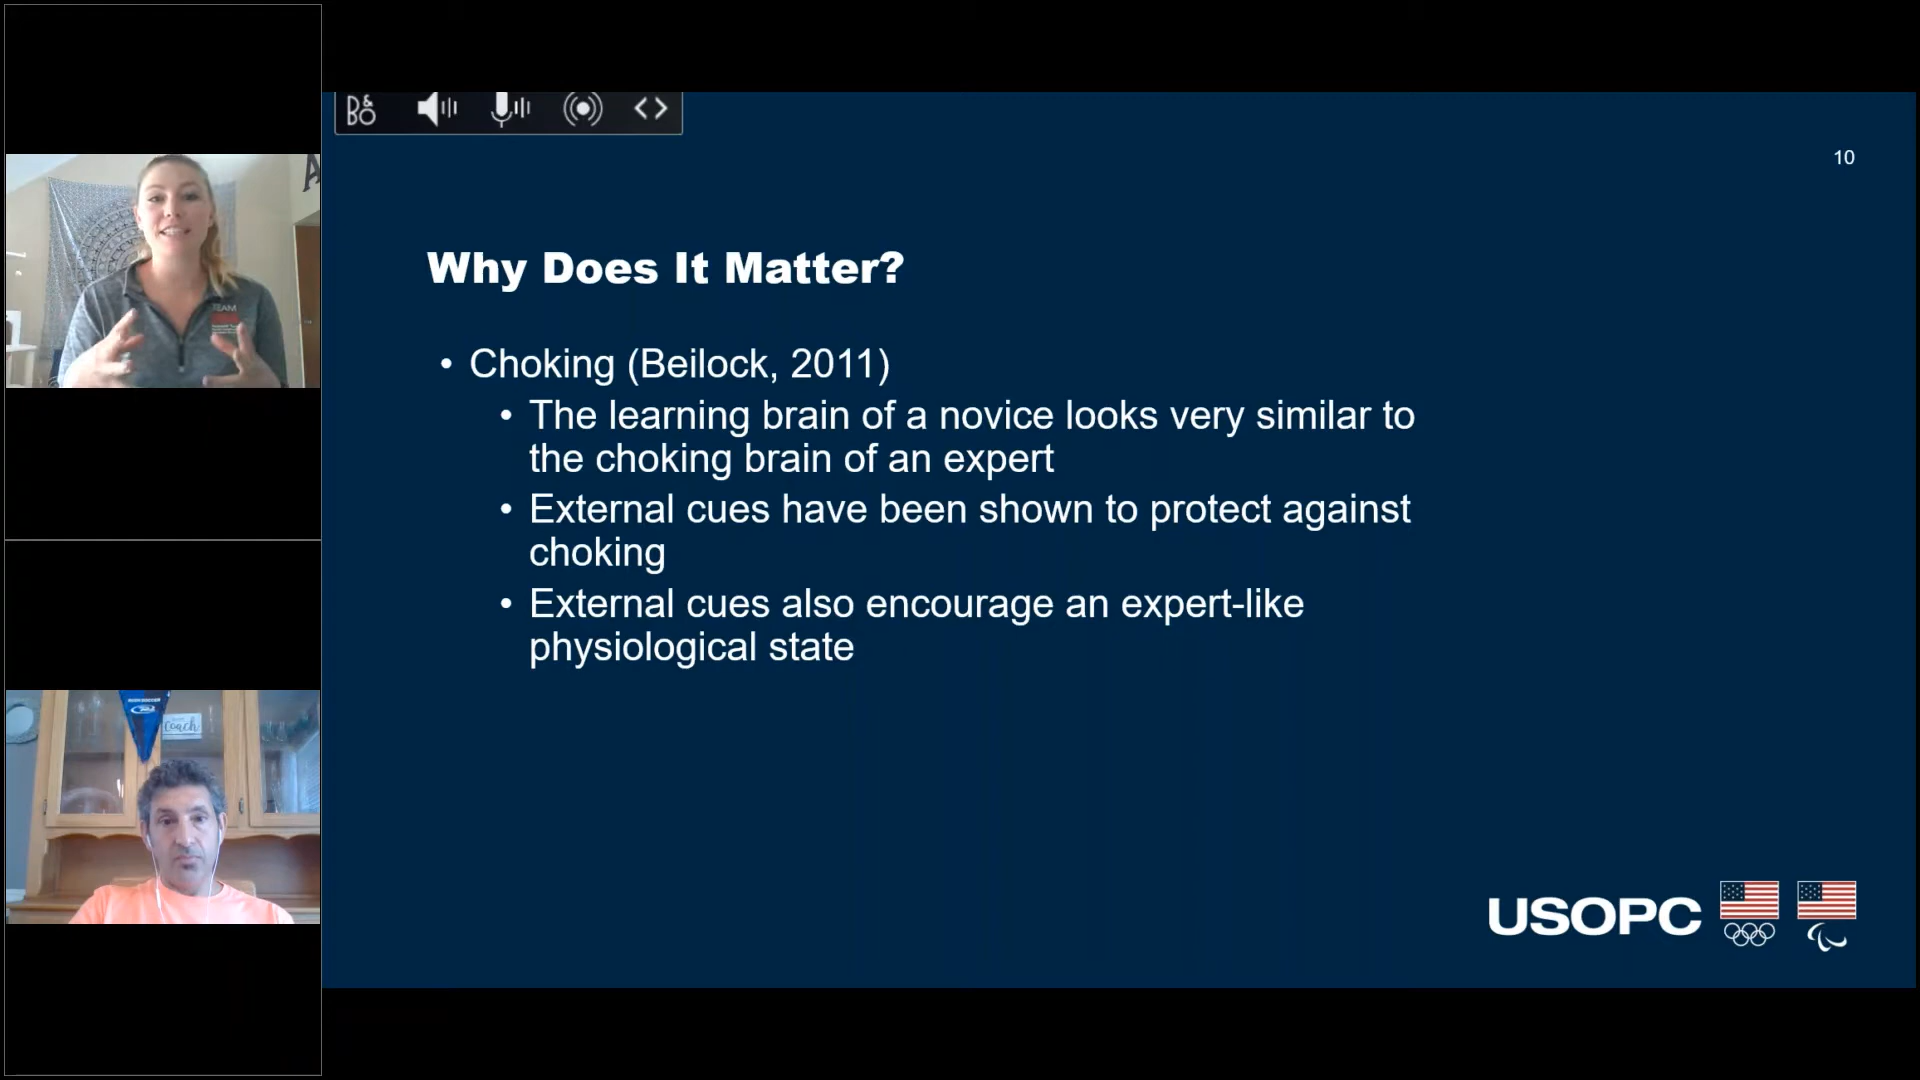 10
Why Does It Matter?
• Choking (Beilock, 2011)
• The learning brain of a novice looks very similar to
the choking brain of an expert
• External cues have been shown to protect against
choking
• External cues also encourage an expert-like
physiological state
USOPC
A
TEAM
coach